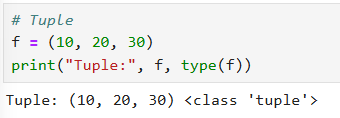 # Tuple
f = (10, 20, 30)
print("Tuple:", f, type(f))
Tuple: (10, 20, 30) <class 'tuple'>